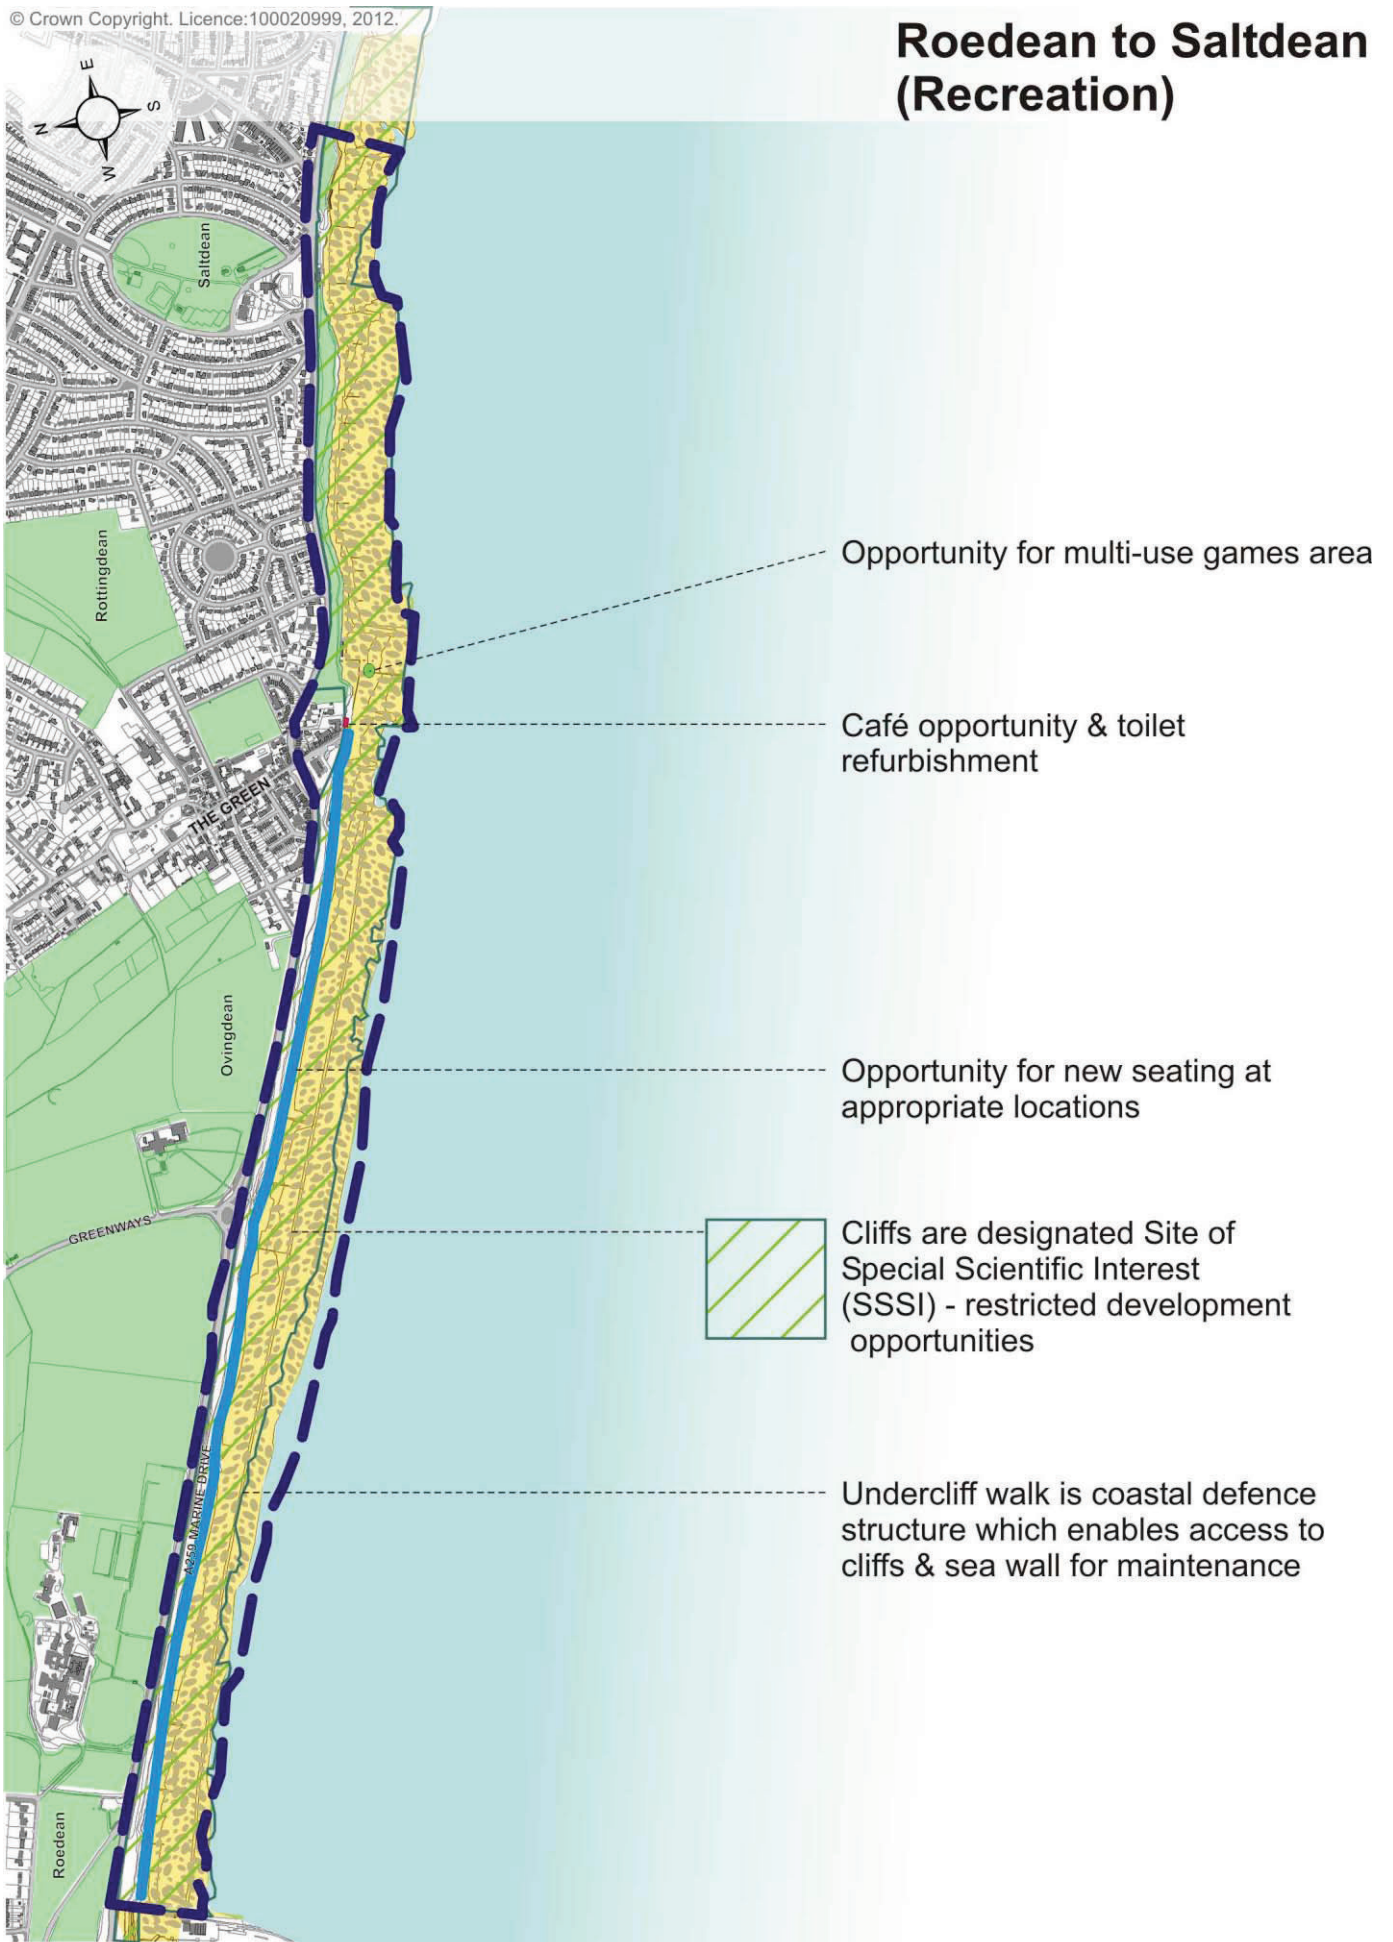 © Crown Copyright. Licence:100020999, 2012.
Roedean to Saltdean
(Recreation)
E
N
S
W
Saltdean
Rottingdean
Opportunity for multi-use games area
Café opportunity & toilet
refurbishment
THE GREEN
Ovingdean
Opportunity for new seating at
appropriate locations
GREENWAYS
Cliffs are designated Site of
Special Scientific Interest
(SSSI) - restricted development
opportunities
A259 MARINE DRIVE
Undercliff walk is coastal defence
structure which enables access to
cliffs & sea wall for maintenance
Roedean